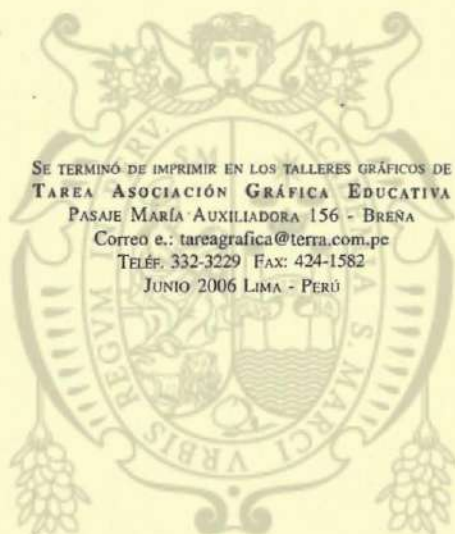 SE TERMINÓ DE IMPRIMIR EN LOS TALLERES GRÁFICOS DE
TAREA ASOCIACIÓN GRÁFICA EDUCATIVA
PASAJE MARÍA AUXILIADORA 156 - BREÑA
Correo e.: tareagrafica@terra.com.pe
TELÉF. 332-3229 FAX: 424-1582
JUNIO 2006 LIMA - PERÚ